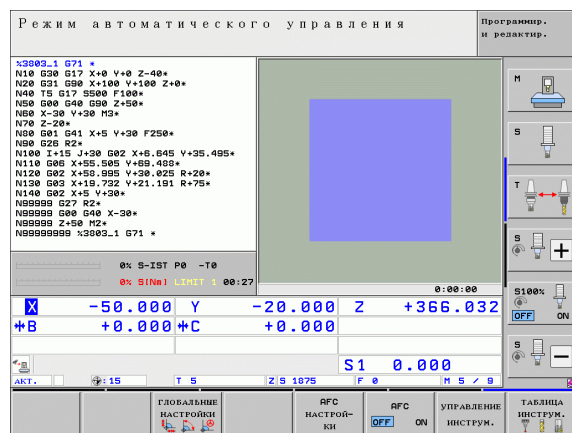 Режим автоматического управления
Программир.
и редактир.
%3803_1 G71 *
N10 G30 G17 X+0 Y+0 Z-40*
N20 G31 G90 X+100 Y+100 Z+0*
N40 T5 G17 S500 F100*
N50 G00 G40 G90 Z+50*
N60 X-30 Y+30 M3*
N70 Z-20*
N80 G01 G41 X+5 Y+30 F250*
N90 G26 R2*
N100 I+15 J+30 G02 X+6.645 Y+35.495*
N110 G06 X+55.505 Y+69.488*
N120 G02 X+58.995 Y+30.025 R+20*
N130 G03 X+19.732 Y+21.191 R+75*
N140 G02 X+5 Y+30*
N99999 G27 R2*
N99999 G00 G40 X-30*
N99999 Z+50 M2*
N99999999 %3803_1 G71 *
0% S-IST P0 -T0
0% S[Nm] LIMIT 1 00:27
0:00:00
X -50.000 Y -20.000 Z +366.032
B +0.000 C +0.000
S1 0.000
АКТ. :15 T 5 Z S 1875 F 0 M 5 / 9
M
S
T
S +
S100%
OFF ON
S −
ГЛОБАЛЬНЫЕ
НАСТРОЙКИ
AFC
НАСТРОЙ-
КИ
AFC
OFF ON
УПРАВЛЕНИЕ
ИНСТРУМ.
ТАБЛИЦА
ИНСТРУМ.